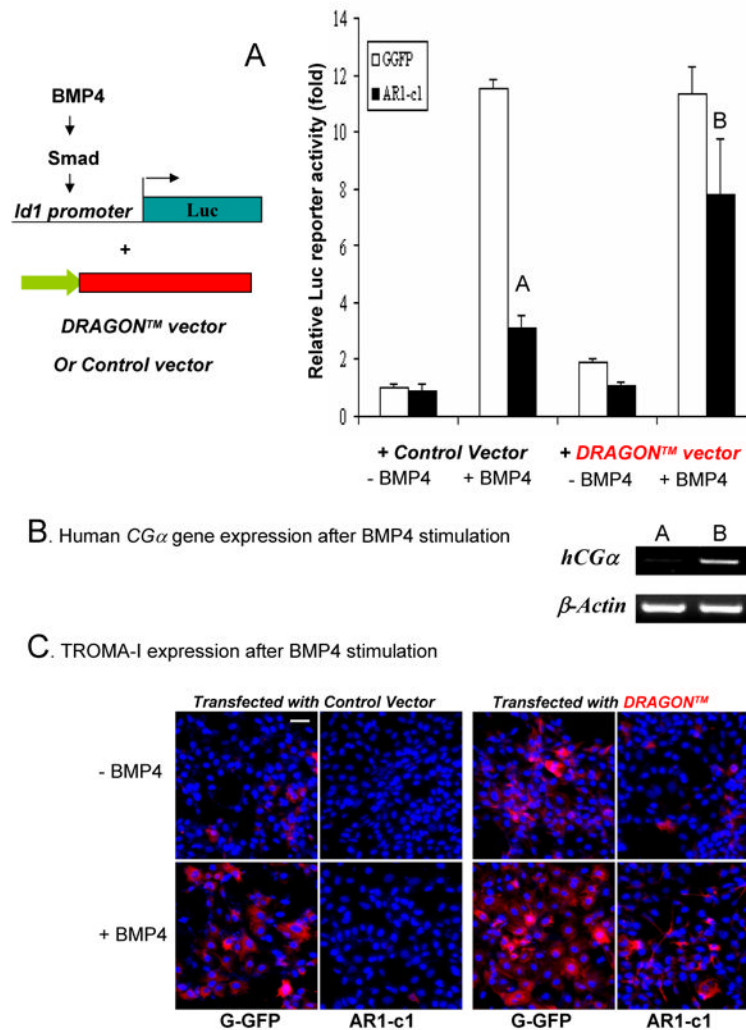 A
BMP4
Smad
Id1 promoter
Luc
+
DRAGON™ vector
Or Control vector
Relative Luc reporter activity (fold)
14
12
10
8
6
4
2
0
GGFP
AR1-c1
A
B
+ Control Vector
+ DRAGON™ vector
- BMP4
+ BMP4
- BMP4
+ BMP4
B. Human CGα gene expression after BMP4 stimulation
A
B
hCGα
β-Actin
C. TROMA-I expression after BMP4 stimulation
Transfected with Control Vector
Transfected with DRAGON™
- BMP4
+ BMP4
G-GFP
AR1-c1
G-GFP
AR1-c1